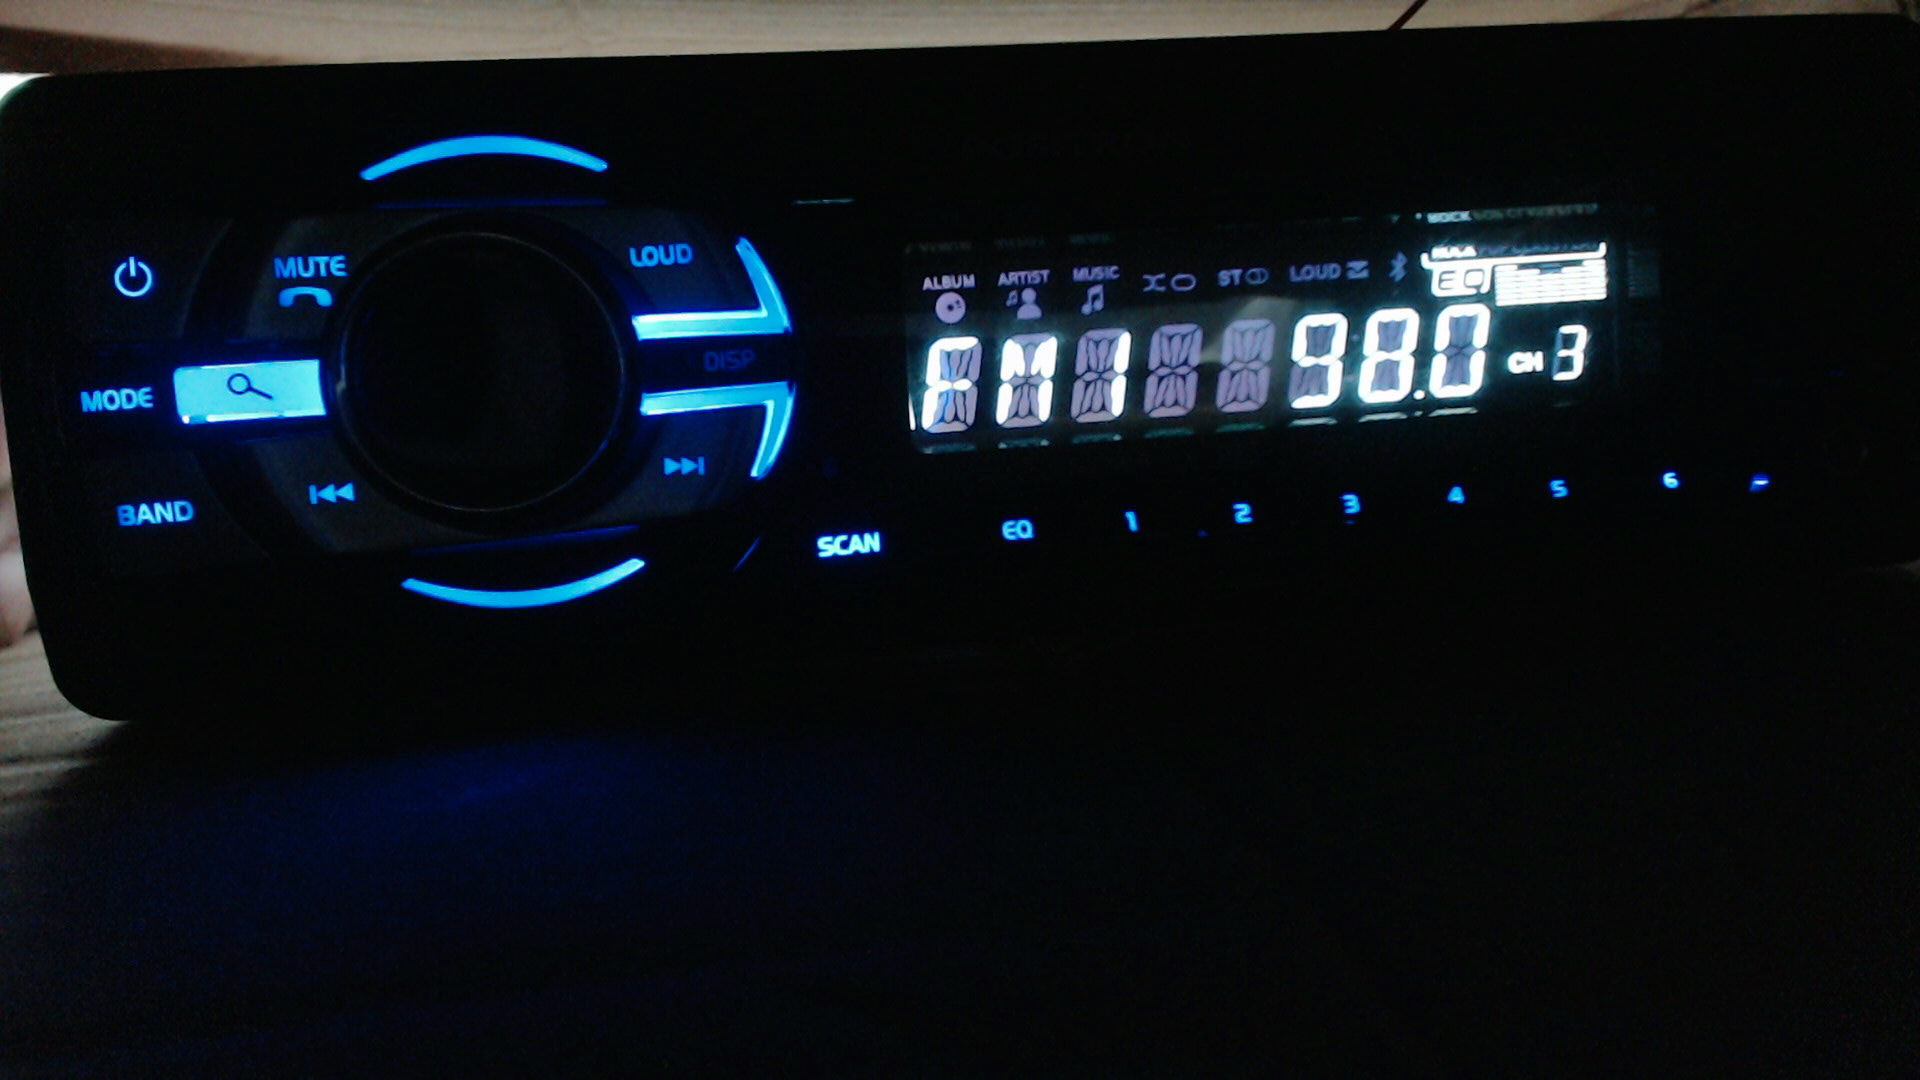 MUTE
LOUD
DISP
MODE
BAND
SCAN
ALBUM ARTIST MUSIC ST LOUD EQ
FM1 98.0 CH 3
EQ 1 2 3 4 5 6